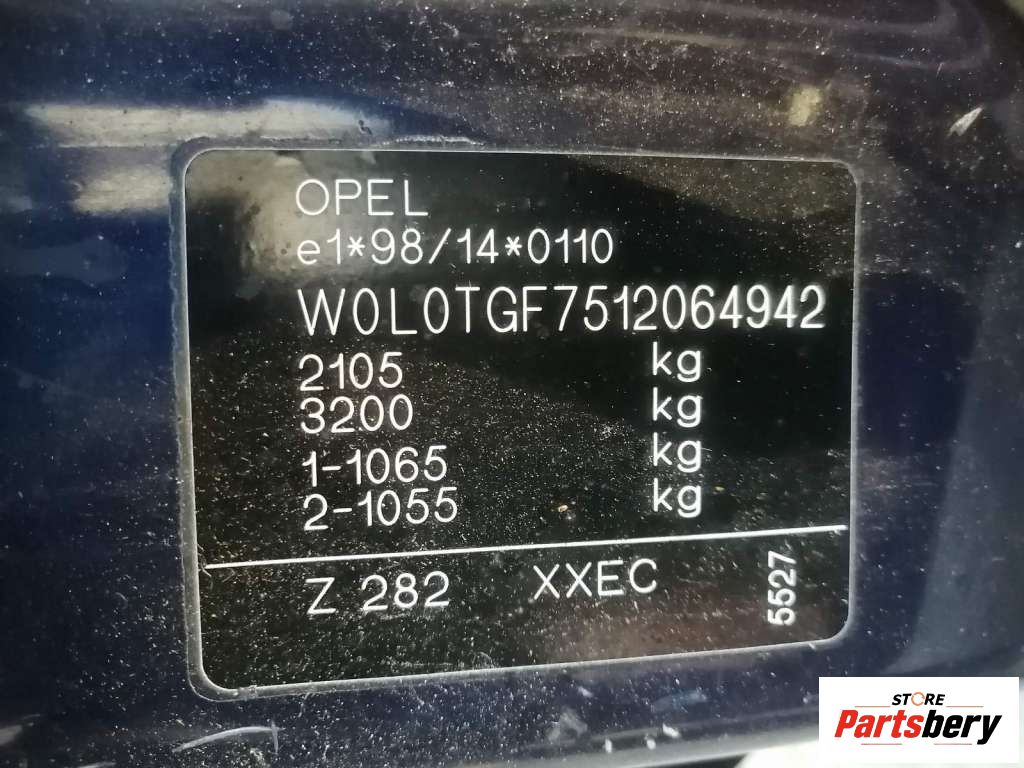 OPEL
e1*98/14*0110
W0L0TGF7512064942
2105 kg
3200 kg
1-1065 kg
2-1055 kg
Z 282 XXEC 5527
STORE
Partsbery